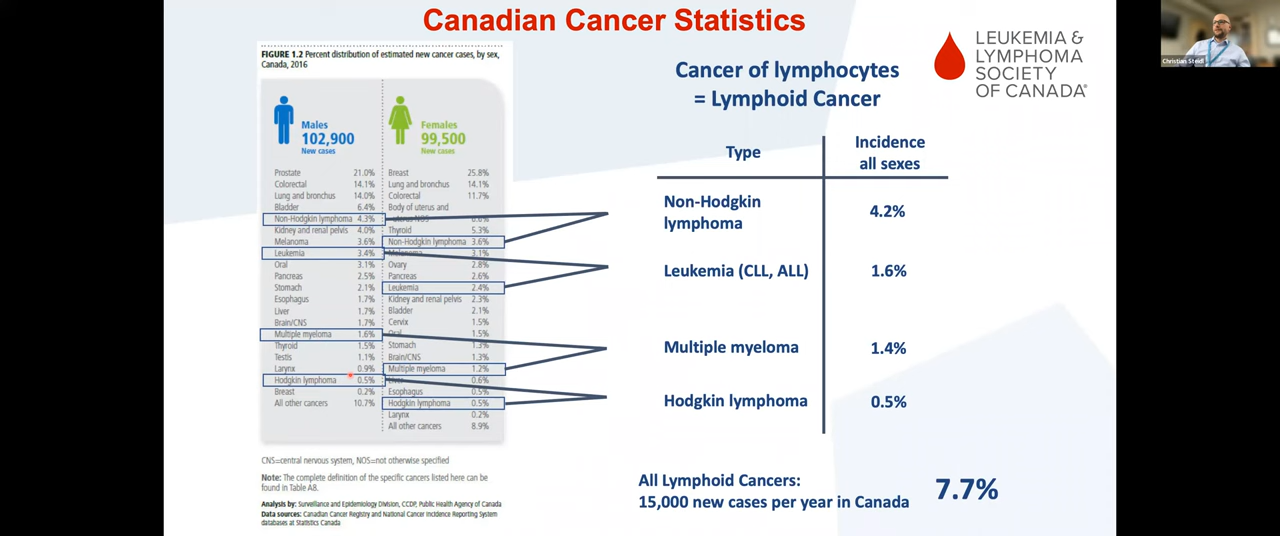 Canadian Cancer Statistics
FIGURE 1.2 Percent distribution of estimated new cancer cases, by sex,
Canada, 2016
Males
102,900
New cases
Females
99,500
New cases
Prostate 21.0%
Colorectal 14.1%
Lung and bronchus 14.0%
Bladder 6.4%
Non-Hodgkin lymphoma 4.3%
Kidney and renal pelvis 4.0%
Melanoma 3.6%
Leukemia 3.4%
Oral 3.1%
Pancreas 2.5%
Stomach 2.1%
Esophagus 1.7%
Liver 1.7%
Brain/CNS 1.7%
Multiple myeloma 1.6%
Thyroid 1.5%
Testis 1.1%
Larynx 0.9%
Hodgkin lymphoma 0.5%
Breast 0.2%
All other cancers 10.7%
Breast 25.8%
Lung and bronchus 14.1%
Colorectal 11.7%
Body of uterus and
uterus NOS
Thyroid 5.3%
Non-Hodgkin lymphoma 3.6%
Melanoma 3.1%
Ovary 2.8%
Pancreas 2.6%
Leukemia 2.4%
Kidney and renal pelvis 2.3%
Bladder 2.1%
Cervix 1.5%
Oral 1.5%
Stomach 1.3%
Brain/CNS 1.3%
Multiple myeloma 1.2%
Liver 0.6%
Esophagus 0.5%
Hodgkin lymphoma 0.5%
Larynx 0.2%
All other cancers 8.9%
CNS=central nervous system, NOS=not otherwise specified
Note: The complete definition of the specific cancers listed here can be
found in Table A8.
Analysis by: Surveillance and Epidemiology Division, CCDP, Public Health Agency of Canada
Data sources: Canadian Cancer Registry and National Cancer Incidence Reporting System
databases at Statistics Canada
Cancer of lymphocytes
= Lymphoid Cancer
Type
Incidence
all sexes
Non-Hodgkin
lymphoma
4.2%
Leukemia (CLL, ALL) 1.6%
Multiple myeloma 1.4%
Hodgkin lymphoma 0.5%
All Lymphoid Cancers:
15,000 new cases per year in Canada
7.7%
LEUKEMIA &
LYMPHOMA
SOCIETY
OF CANADA®
Christian Steidl